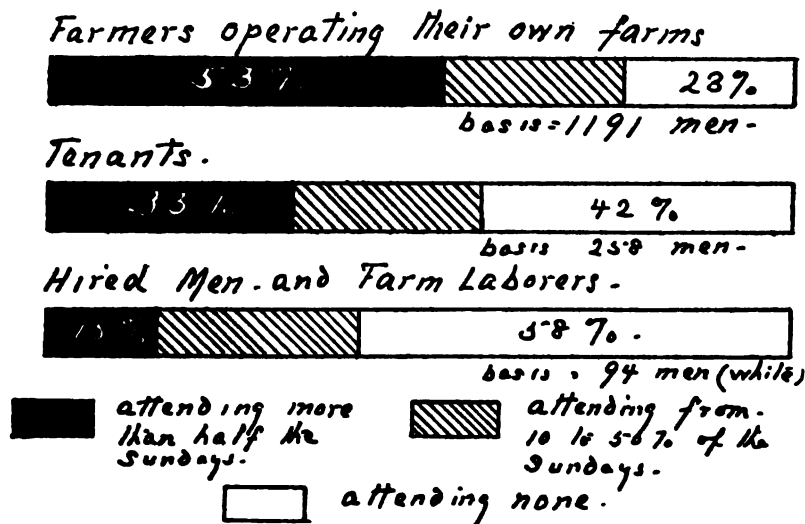 Farmers operating their own farms
53% 23%
basis=1191 men-
Tenants.
33% 42%
basis 258 men-
Hired Men. and Farm Laborers.
15% 58%.
basis = 94 men (white)
attending more
than half the
Sundays.
attending from.
10 to 50% of the
Sundays.
attending none.